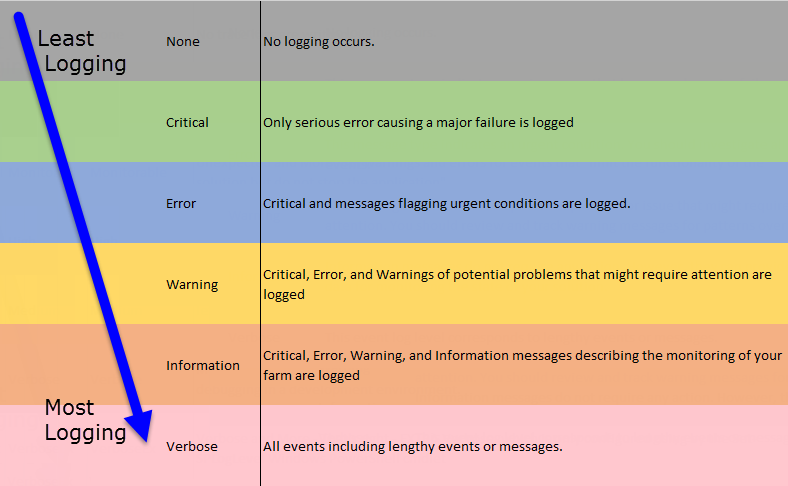 Least
Logging
None
No logging occurs.
Critical
Only serious error causing a major failure is logged
Error
Critical and messages flagging urgent conditions are logged.
Warning
Critical, Error, and Warnings of potential problems that might require attention are
logged
Information
Critical, Error, Warning, and Information messages describing the monitoring of your
farm are logged
Most
Logging
Verbose
All events including lengthy events or messages.